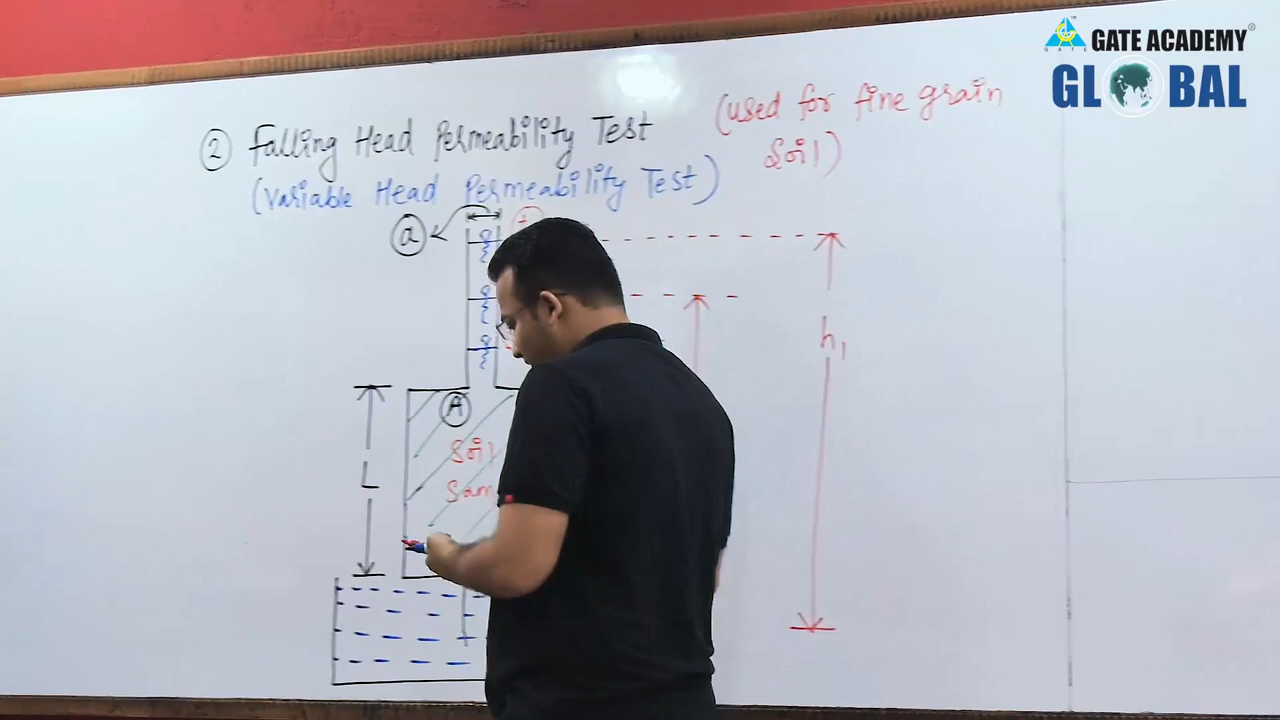 GATE ACADEMY
GLOBAL
② Falling Head Permeability Test
(used for fine grain
soil)
(Variable Head Permeability Test)
a
h₁
A
L
Soil